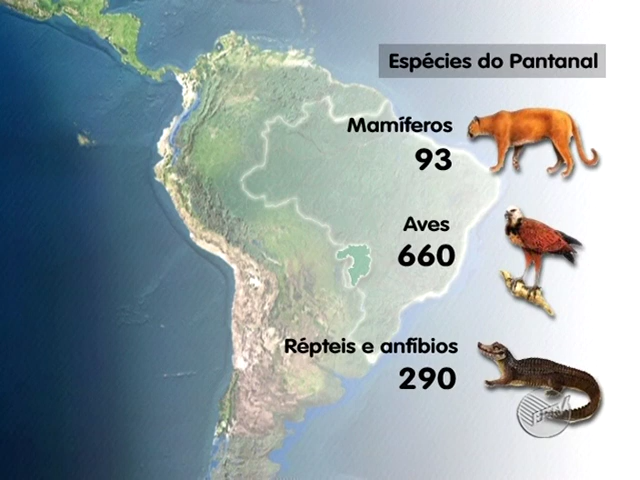 Espécies do Pantanal
Mamíferos
93
Aves
660
Répteis e anfíbios
290